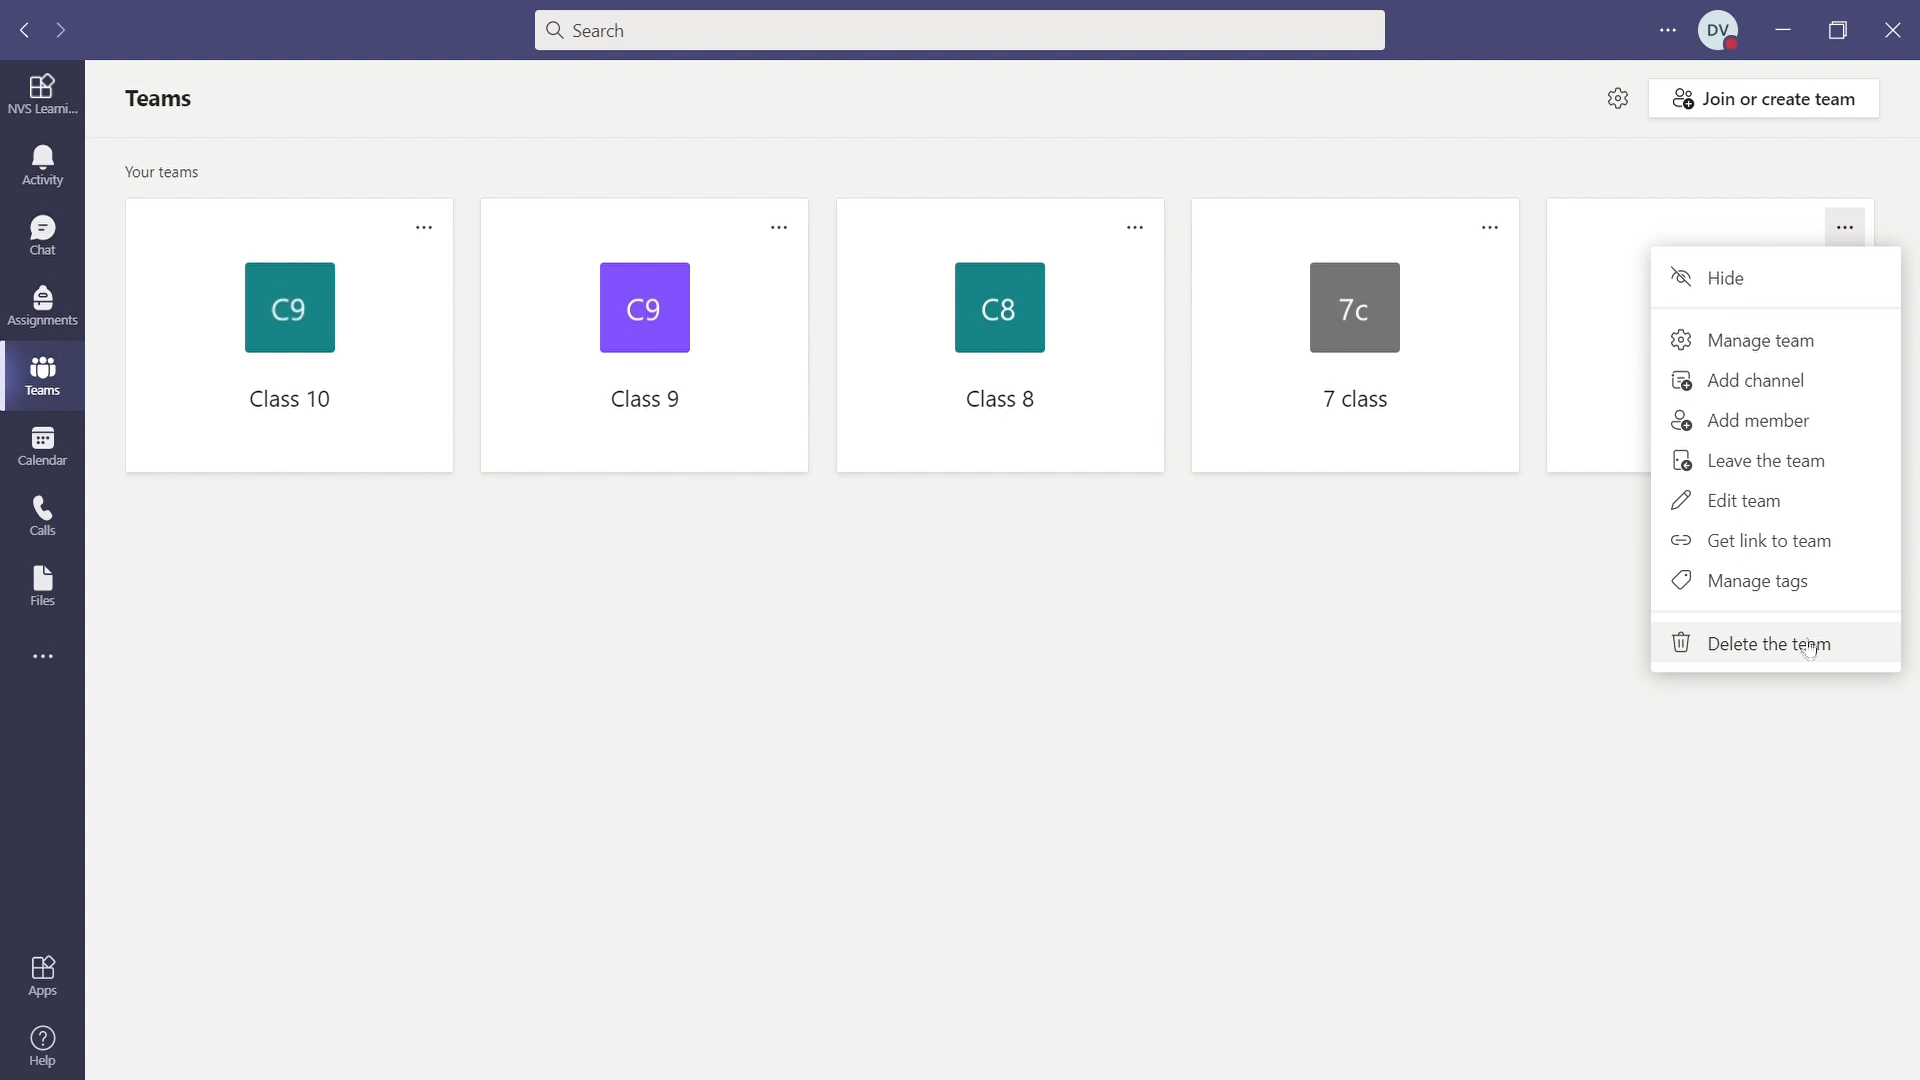 Search
DV
NVS Learni...
Activity
Chat
Assignments
Teams
Calendar
Calls
Files
Apps
Help
Teams
Join or create team
Your teams
C9
Class 10
C9
Class 9
C8
Class 8
7c
7 class
Hide
Manage team
Add channel
Add member
Leave the team
Edit team
Get link to team
Manage tags
Delete the team